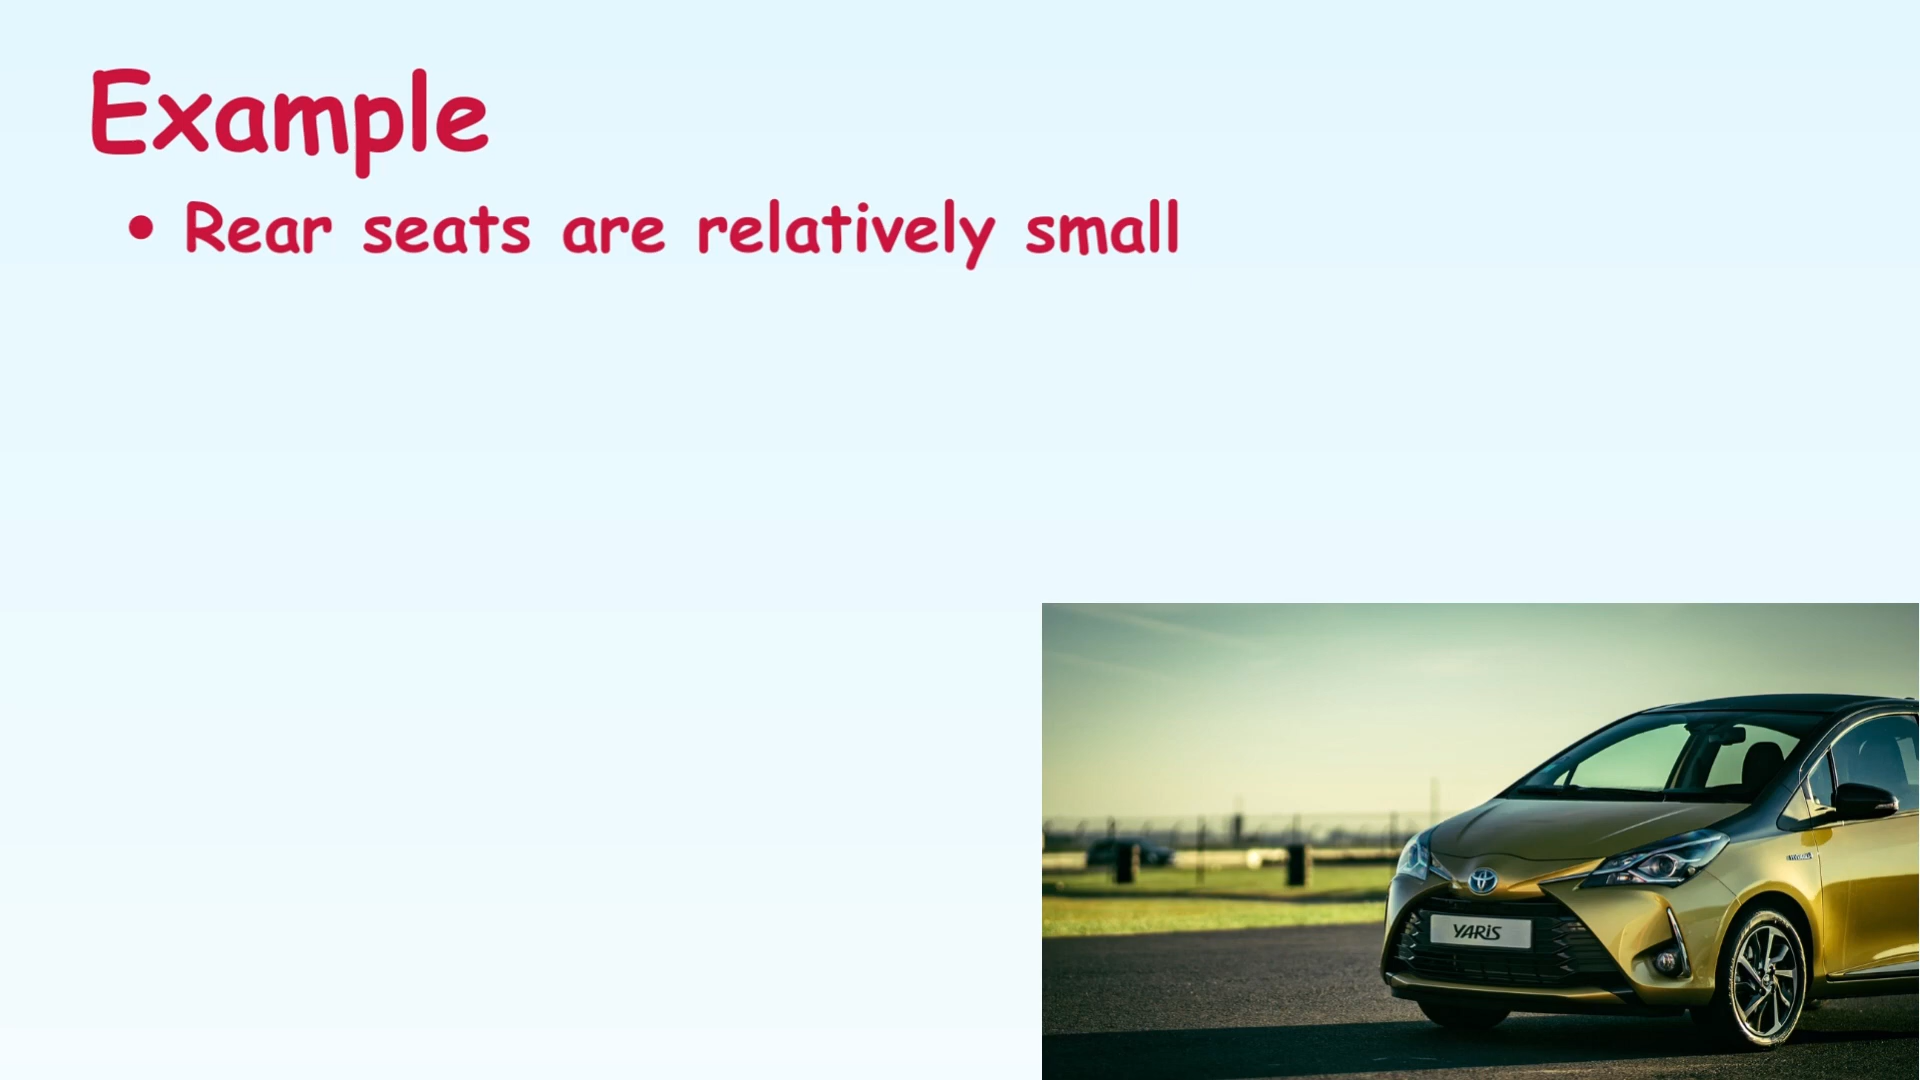 Example
• Rear seats are relatively small
YARIS